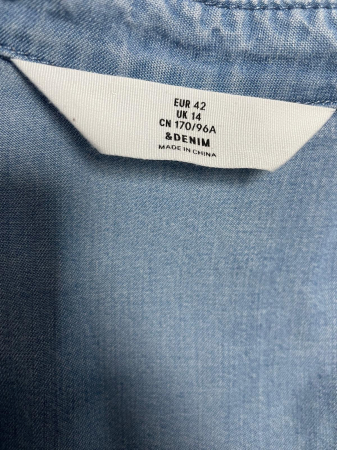 EUR 42
UK 14
CN 170/96A
&DENIM
MADE IN CHINA